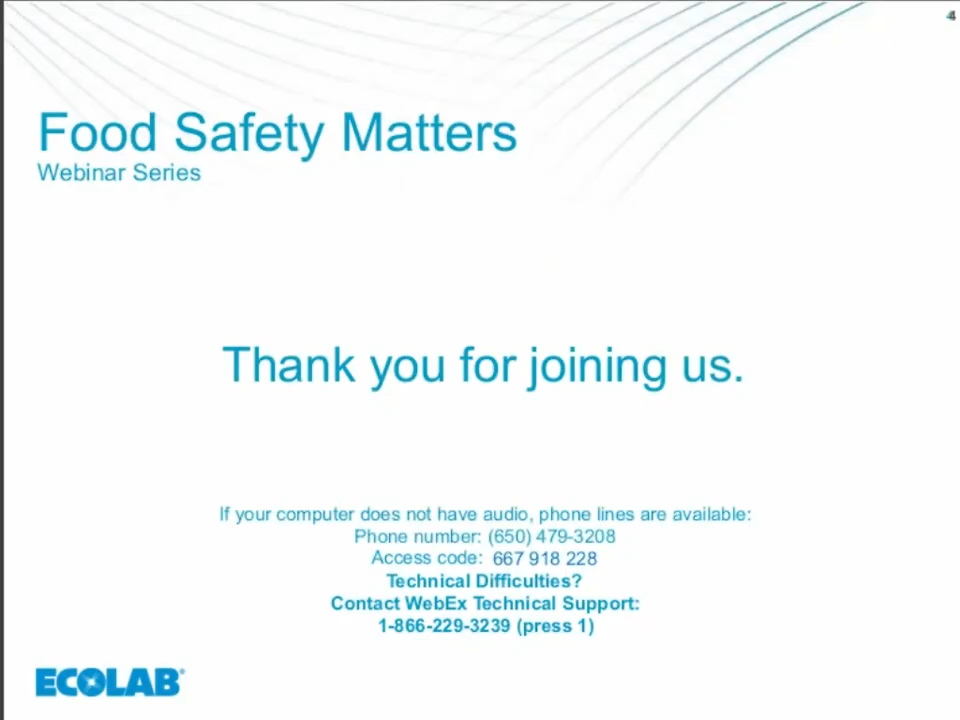 4
Food Safety Matters
Webinar Series
Thank you for joining us.
If your computer does not have audio, phone lines are available:
Phone number: (650) 479-3208
Access code: 667 918 228
Technical Difficulties?
Contact WebEx Technical Support:
1-866-229-3239 (press 1)
ECOLAB®